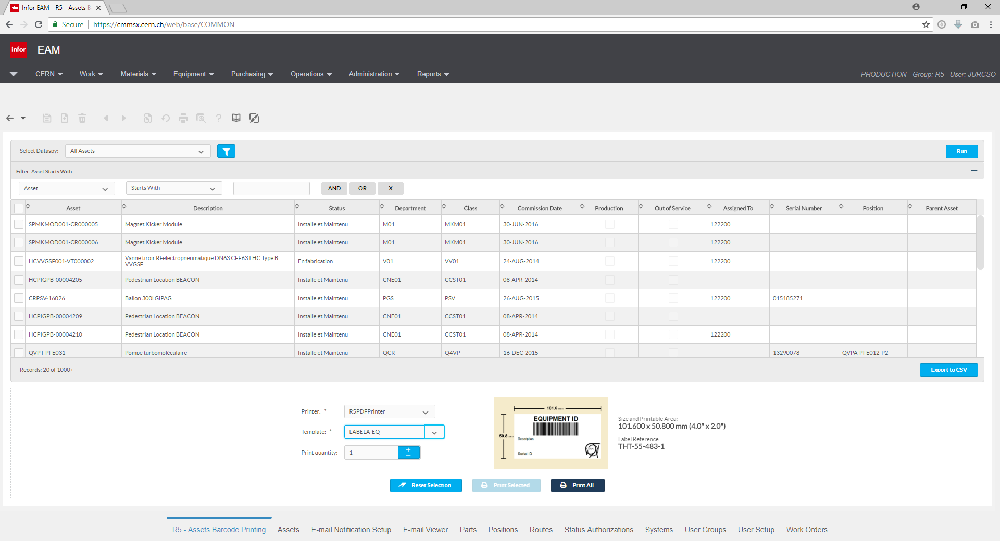 infor Infor EAM - R5 - Assets B
Secure https://cmmsx.cern.ch/web/base/COMMON
infor EAM
CERN Work Materials Equipment Purchasing Operations Administration Reports PRODUCTION - Group: R5 - User: JURCSO
Select Dataspy: All Assets Run
Filter: Asset Starts With
Asset Starts With AND OR X
Asset Description Status Department Class Commission Date Production Out of Service Assigned To Serial Number Position Parent Asset
SPMKMOD001-CR000005 Magnet Kicker Module Installe et Maintenu M01 MKM01 30-JUN-2016 122200
SPMKMOD001-CR000006 Magnet Kicker Module Installe et Maintenu M01 MKM01 30-JUN-2016 122200
HCVVGSF001-VT000002 Vanne tiroir RFelectropneumatique DN63 CFF63 LHC Type B VVGSF En fabrication V01 VV01 24-AUG-2014 122200
HCPIGPB-00004205 Pedestrian Location BEACON Installe et Maintenu CNE01 CCST01 08-APR-2014
CRPSV-16026 Ballon 300l GIPAG Installe et Maintenu PGS PSV 26-AUG-2015 122200 015185271
HCPIGPB-00004209 Pedestrian Location BEACON Installe et Maintenu CNE01 CCST01 08-APR-2014
HCPIGPB-00004210 Pedestrian Location BEACON Installe et Maintenu CNE01 CCST01 08-APR-2014 122200
QVPT-PFE031 Pompe turbomoléculaire Installe et Maintenu QCR Q4VP 16-DEC-2015 13290078 QVPA-PFE012-P2
Records: 20 of 1000+ Export to CSV
Printer: * R5PDFPrinter
Template: * LABELA-EQ
Print quantity: 1 + −
101.6 mm
50.8 mm
EQUIPMENT ID
Description
Serial ID
CERN
Size and Printable Area:
101.600 x 50.800 mm (4.0" x 2.0")
Label Reference:
THT-55-483-1
Reset Selection Print Selected Print All
R5 - Assets Barcode Printing Assets E-mail Notification Setup E-mail Viewer Parts Positions Routes Status Authorizations Systems User Groups User Setup Work Orders